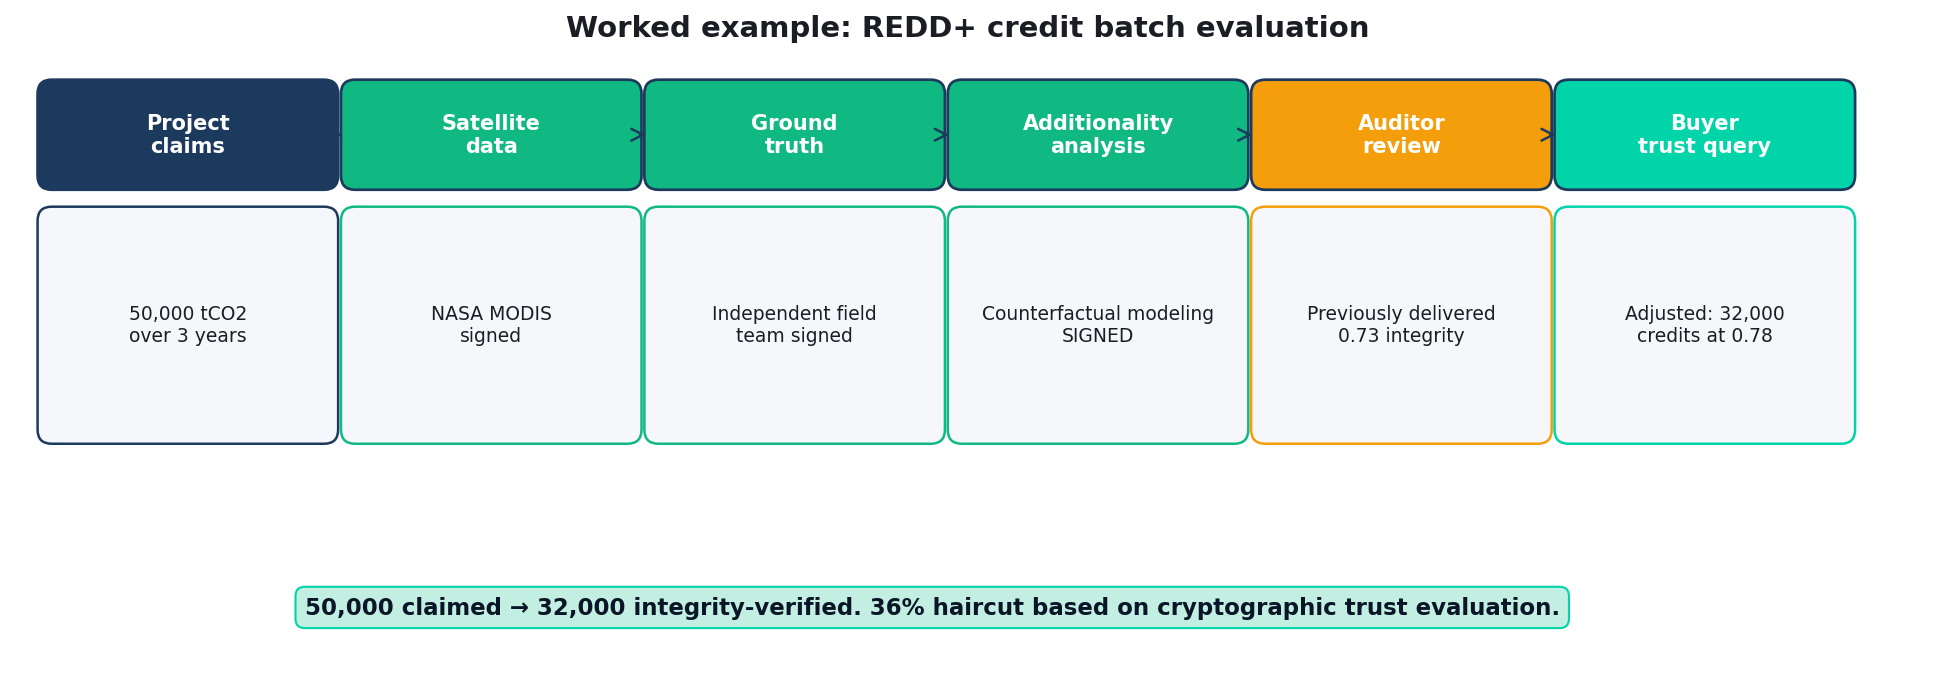 Worked example: REDD+ credit batch evaluation
Project
claims
Satellite
data
Ground
truth
Additionality
analysis
Auditor
review
Buyer
trust query
50,000 tCO2
over 3 years
NASA MODIS
signed
Independent field
team signed
Counterfactual modeling
SIGNED
Previously delivered
0.73 integrity
Adjusted: 32,000
credits at 0.78
50,000 claimed → 32,000 integrity-verified. 36% haircut based on cryptographic trust evaluation.